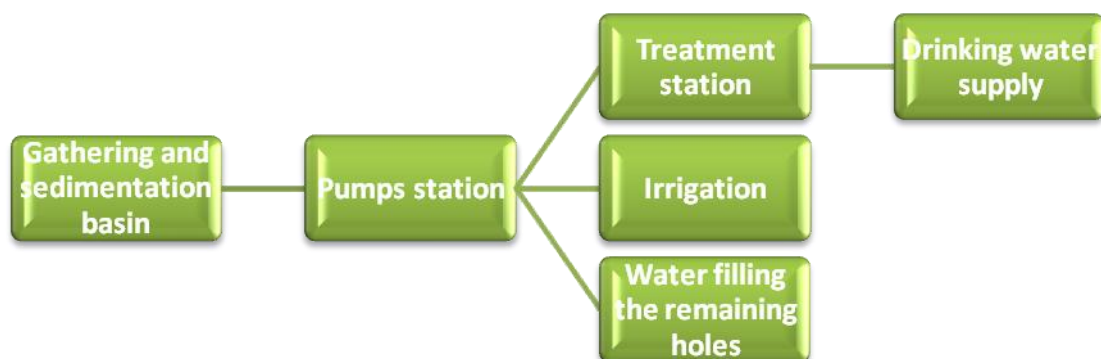 Gathering and
sedimentation
basin
Pumps station
Treatment
station
Drinking water
supply
Irrigation
Water filling
the remaining
holes